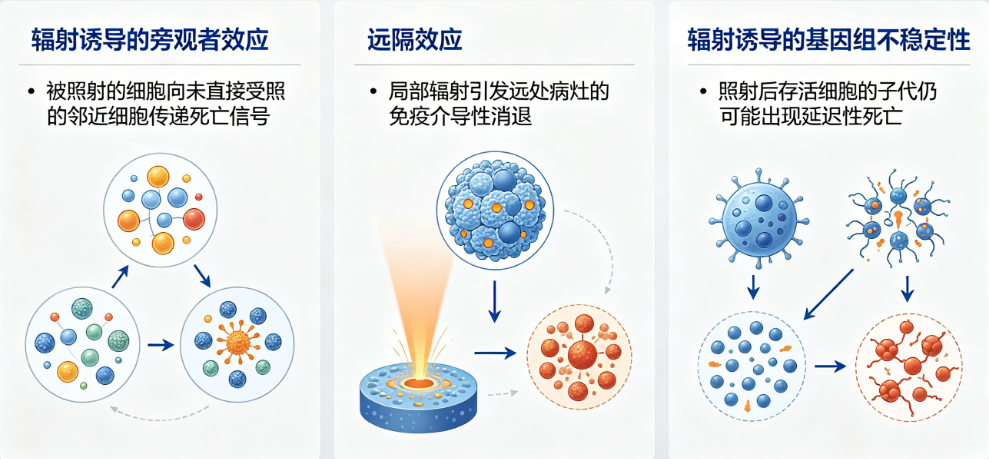 辐射诱导的旁观者效应
• 被照射的细胞向未直接受照
的邻近细胞传递死亡信号
远隔效应
• 局部辐射引发远处病灶的
免疫介导性消退
辐射诱导的基因组不稳定性
• 照射后存活细胞的子代仍
可能出现延迟性死亡